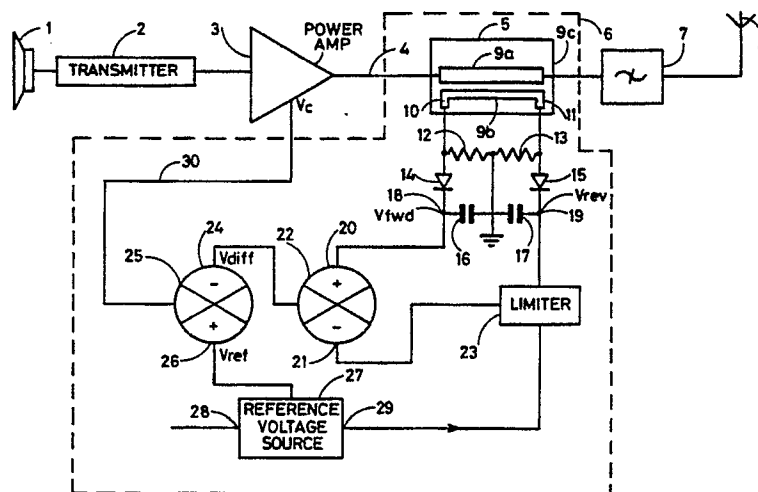 1
2
3
POWER
AMP
4
5
9a
9c
6
7
TRANSMITTER
Vc
10
9b
11
12
13
30
14
15
18
Vfwd
Vrev
19
24
22
20
16
17
25
Vdiff
-
+
+
-
LIMITER
23
26
Vref
21
27
28
REFERENCE
VOLTAGE
SOURCE
29